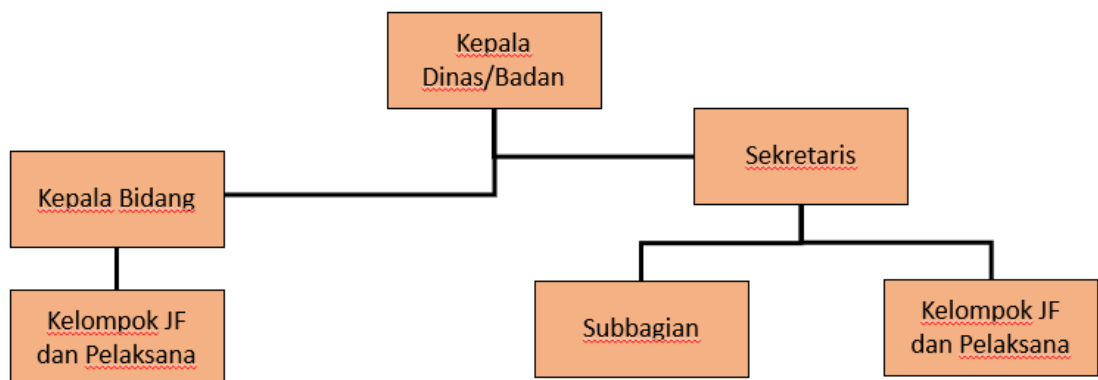 Kepala
Dinas/Badan
Sekretaris
Kepala Bidang
Subbagian
Kelompok JF
dan Pelaksana
Kelompok JF
dan Pelaksana